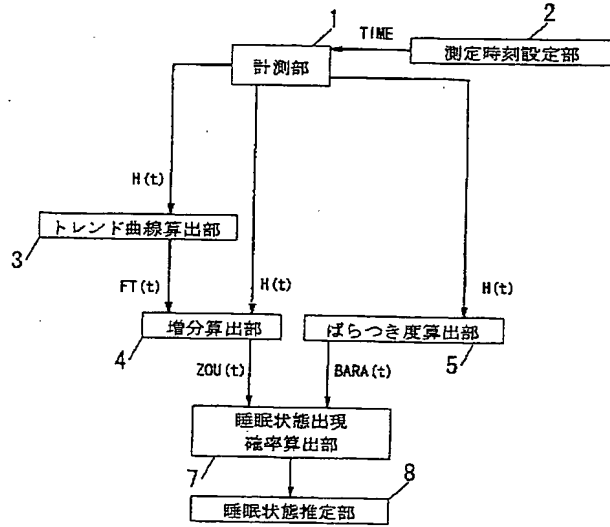 1
2
TIME
計測部
測定時刻設定部
H(t)
トレンド曲線算出部
3
FT(t)
H(t)
H(t)
増分算出部
ばらつき度算出部
4
5
ZOU(t)
BARA(t)
睡眠状態出現
確率算出部
7
8
睡眠状態推定部